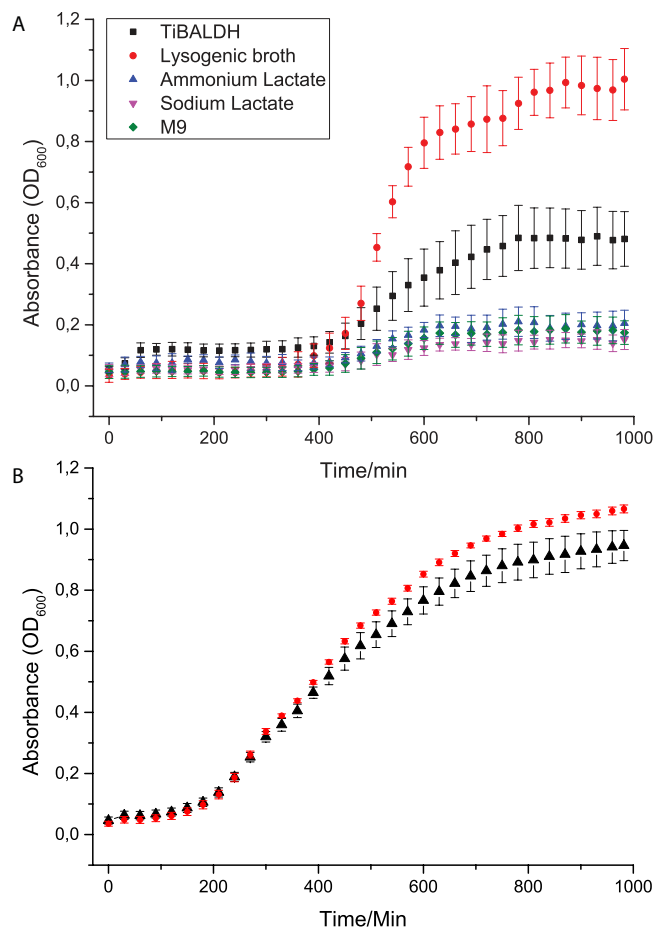 A
TiBALDH
Lysogenic broth
Ammonium Lactate
Sodium Lactate
M9
1,2
1,0
0,8
0,6
0,4
0,2
0,0
Absorbance (OD600)
0 200 400 600 800 1000
Time/min
B
1,2
1,0
0,8
0,6
0,4
0,2
0,0
Absorbance (OD600)
0 200 400 600 800 1000
Time/Min